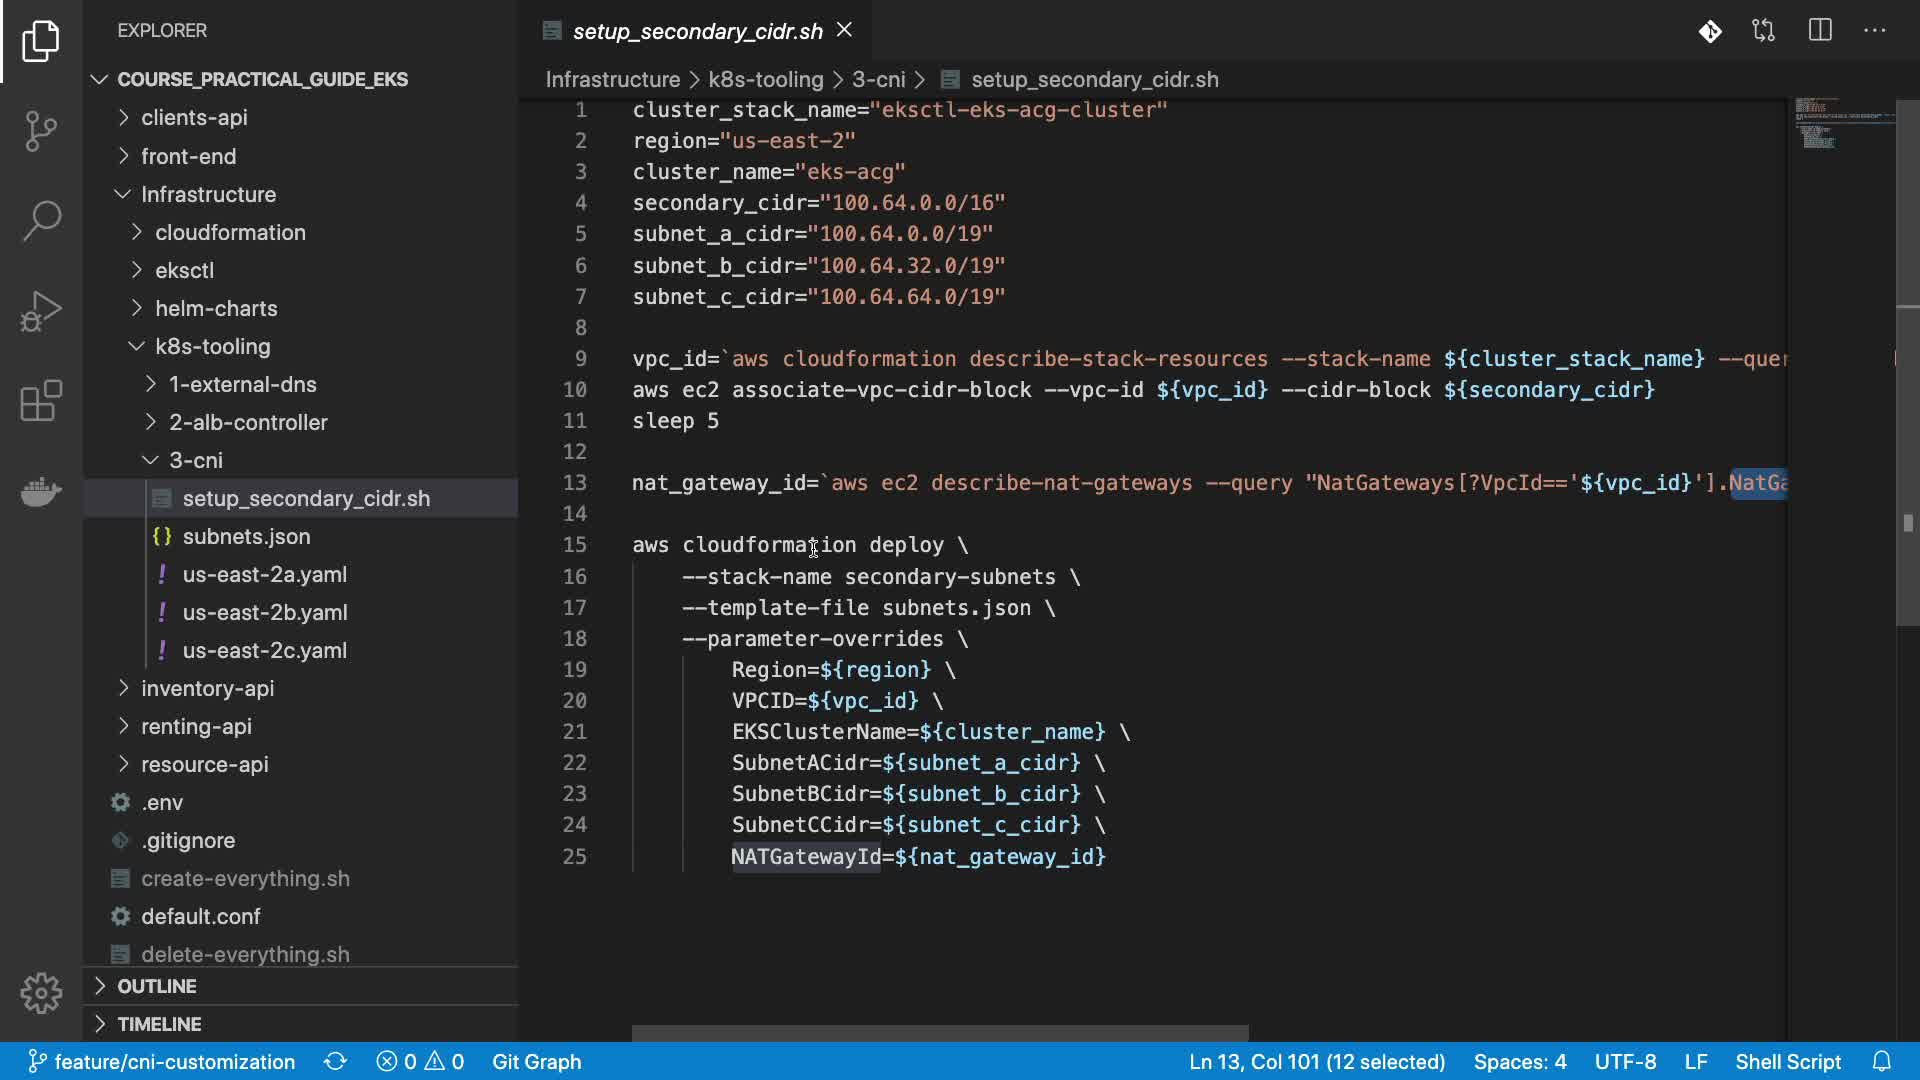 EXPLORER
COURSE_PRACTICAL_GUIDE_EKS
clients-api
front-end
Infrastructure
cloudformation
eksctl
helm-charts
k8s-tooling
1-external-dns
2-alb-controller
3-cni
setup_secondary_cidr.sh
{} subnets.json
! us-east-2a.yaml
! us-east-2b.yaml
! us-east-2c.yaml
inventory-api
renting-api
resource-api
.env
.gitignore
create-everything.sh
default.conf
delete-everything.sh
OUTLINE
TIMELINE
setup_secondary_cidr.sh
Infrastructure > k8s-tooling > 3-cni > setup_secondary_cidr.sh
1 cluster_stack_name="eksctl-eks-acg-cluster"
2 region="us-east-2"
3 cluster_name="eks-acg"
4 secondary_cidr="100.64.0.0/16"
5 subnet_a_cidr="100.64.0.0/19"
6 subnet_b_cidr="100.64.32.0/19"
7 subnet_c_cidr="100.64.64.0/19"
8
9 vpc_id=`aws cloudformation describe-stack-resources --stack-name ${cluster_stack_name} --quer
10 aws ec2 associate-vpc-cidr-block --vpc-id ${vpc_id} --cidr-block ${secondary_cidr}
11 sleep 5
12
13 nat_gateway_id=`aws ec2 describe-nat-gateways --query "NatGateways[?VpcId=='${vpc_id}'].NatGa
14
15 aws cloudformation deploy \
16 --stack-name secondary-subnets \
17 --template-file subnets.json \
18 --parameter-overrides \
19 Region=${region} \
20 VPCID=${vpc_id} \
21 EKSClusterName=${cluster_name} \
22 SubnetACidr=${subnet_a_cidr} \
23 SubnetBCidr=${subnet_b_cidr} \
24 SubnetCCidr=${subnet_c_cidr} \
25 NATGatewayId=${nat_gateway_id}
feature/cni-customization 0 0 Git Graph Ln 13, Col 101 (12 selected) Spaces: 4 UTF-8 LF Shell Script